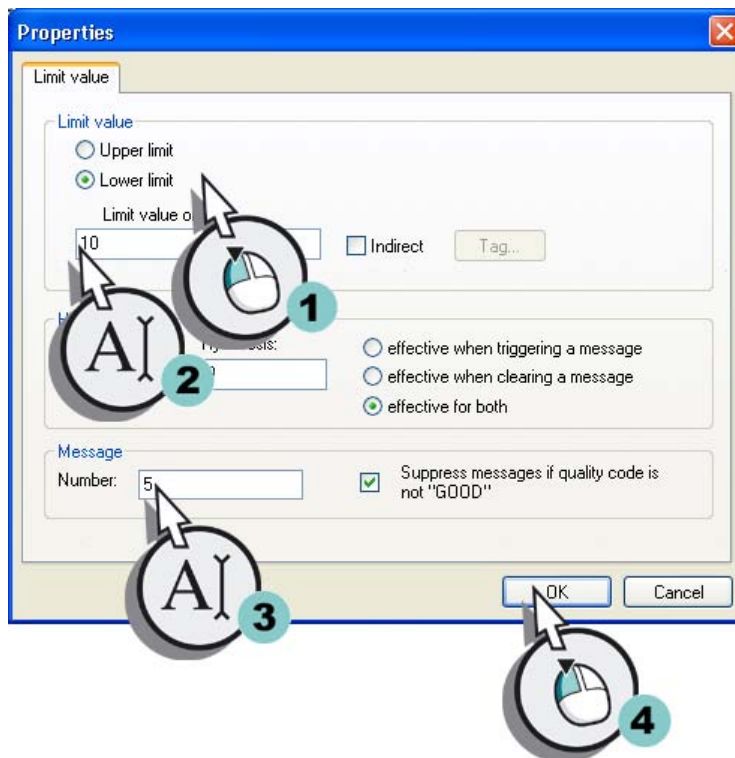 Properties
Limit value
Limit value
Upper limit
Lower limit
Limit value o
10
Indirect
Tag...
1
A
2
effective when triggering a message
effective when clearing a message
effective for both
Message
Number:
5
Suppress messages if quality code is
not "GOOD"
A
3
OK
Cancel
4